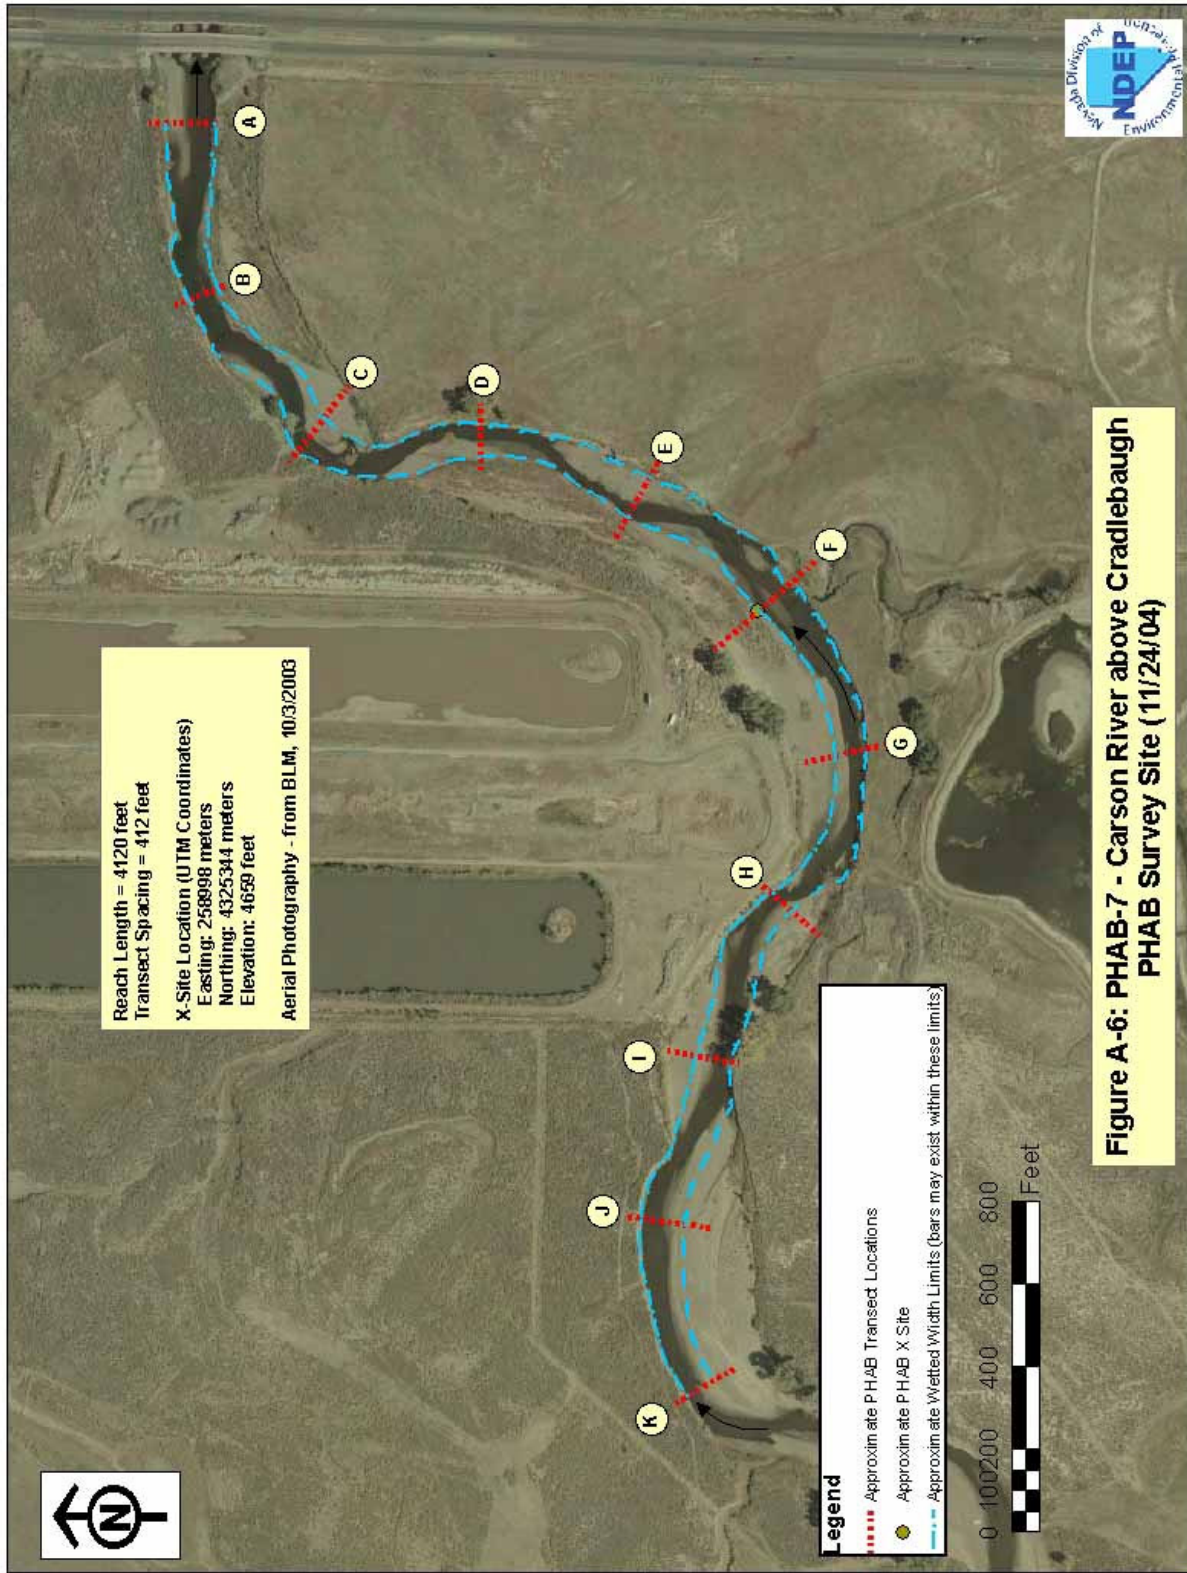 Reach Length = 4120 feet
Transect Spacing = 412 feet
X-Site Location (UTM Coordinates)
Easting: 258998 meters
Northing: 4325344 meters
Elevation: 4659 feet
Aerial Photography - from BLM, 10/3/2003
N
A
B
C
D
E
F
G
H
I
J
K
Legend
Approximate PHAB Transect Locations
Approximate PHAB X Site
Approximate Wetted Width Limits (bars may exist within these limits)
0 100 200 400 600 800
Feet
Figure A-6: PHAB-7 - Carson River above Cradlebaugh
PHAB Survey Site (11/24/04)
Nevada Division of
NDEP
Environmental